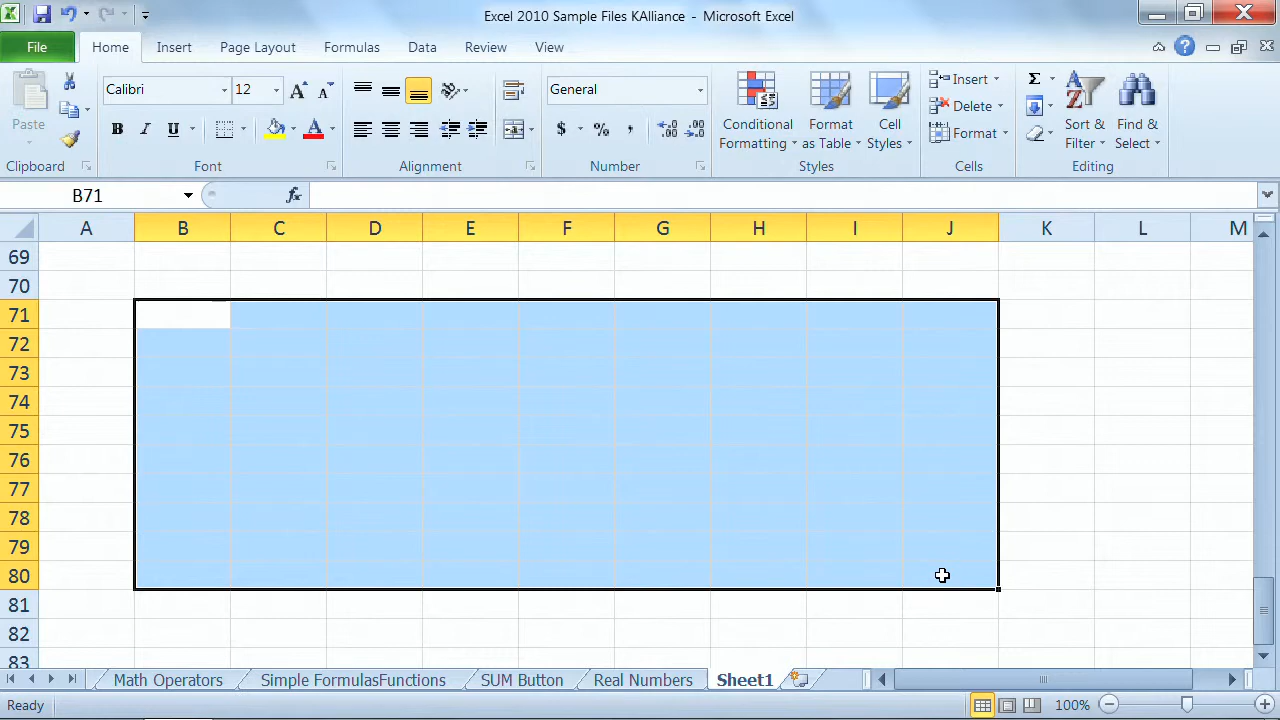 Excel 2010 Sample Files KAlliance - Microsoft Excel
File Home Insert Page Layout Formulas Data Review View
Calibri 12 General
Paste
B I U $ % ,
Conditional Formatting
Format as Table
Cell Styles
Insert
Delete
Format
Σ
Sort & Filter
Find & Select
Clipboard Font Alignment Number Styles Cells Editing
B71 fx
A B C D E F G H I J K L M
69
70
71
72
73
74
75
76
77
78
79
80
81
82
83
Math Operators Simple FormulasFunctions SUM Button Real Numbers Sheet1
Ready 100%